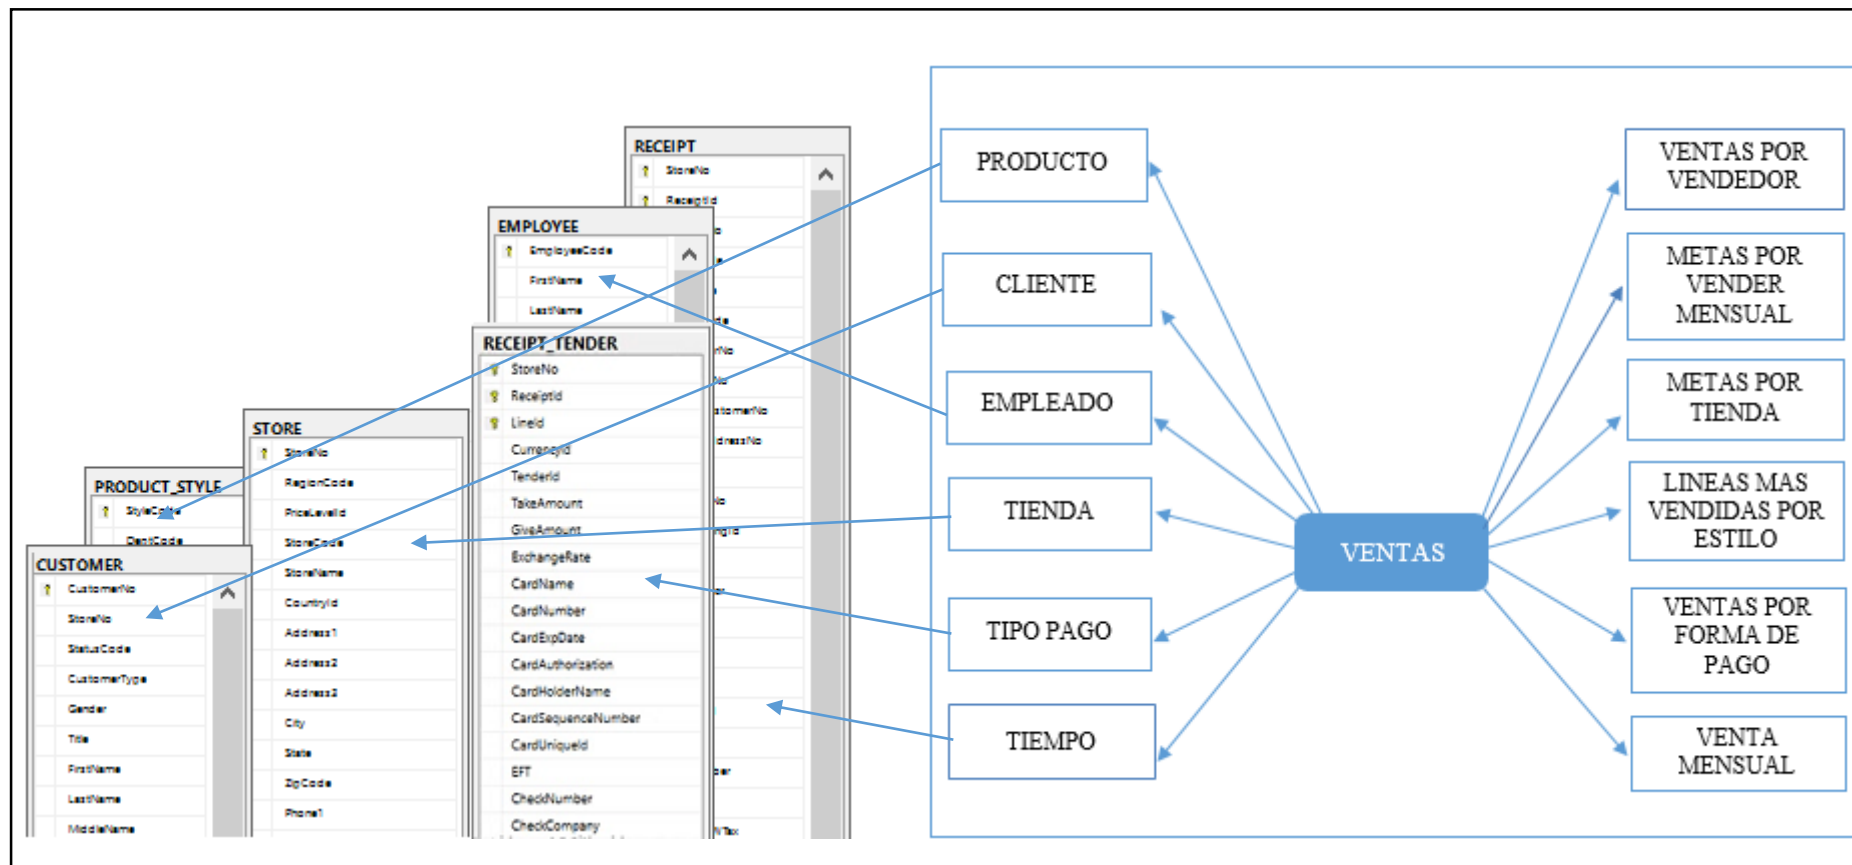 RECEIPT
StoreNo
ReceiptId
EMPLOYEE
EmployeeCode
FirstName
LastName
RECEIPT_TENDER
StoreNo
ReceiptId
LineId
CurrencyId
TenderId
TakeAmount
GiveAmount
ExchangeRate
CardName
CardNumber
CardExpDate
CardAuthorization
CardHolderName
CardSequenceNumber
CardUniqueId
EFT
CheckNumber
CheckCompany
STORE
StoreNo
RegionCode
PriceLevelId
StoreCode
StoreName
CountryId
Address1
Address2
Address3
City
State
ZipCode
Phone1
PRODUCT_STYLE
StyleCode
DeptCode
CUSTOMER
CustomerNo
StoreNo
StatusCode
CustomerType
Gender
Title
FirstName
LastName
MiddleName
PRODUCTO
CLIENTE
EMPLEADO
TIENDA
TIPO PAGO
TIEMPO
VENTAS
VENTAS POR
VENDEDOR
METAS POR
VENDER
MENSUAL
METAS POR
TIENDA
LINEAS MAS
VENDIDAS POR
ESTILO
VENTAS POR
FORMA DE
PAGO
VENTA
MENSUAL